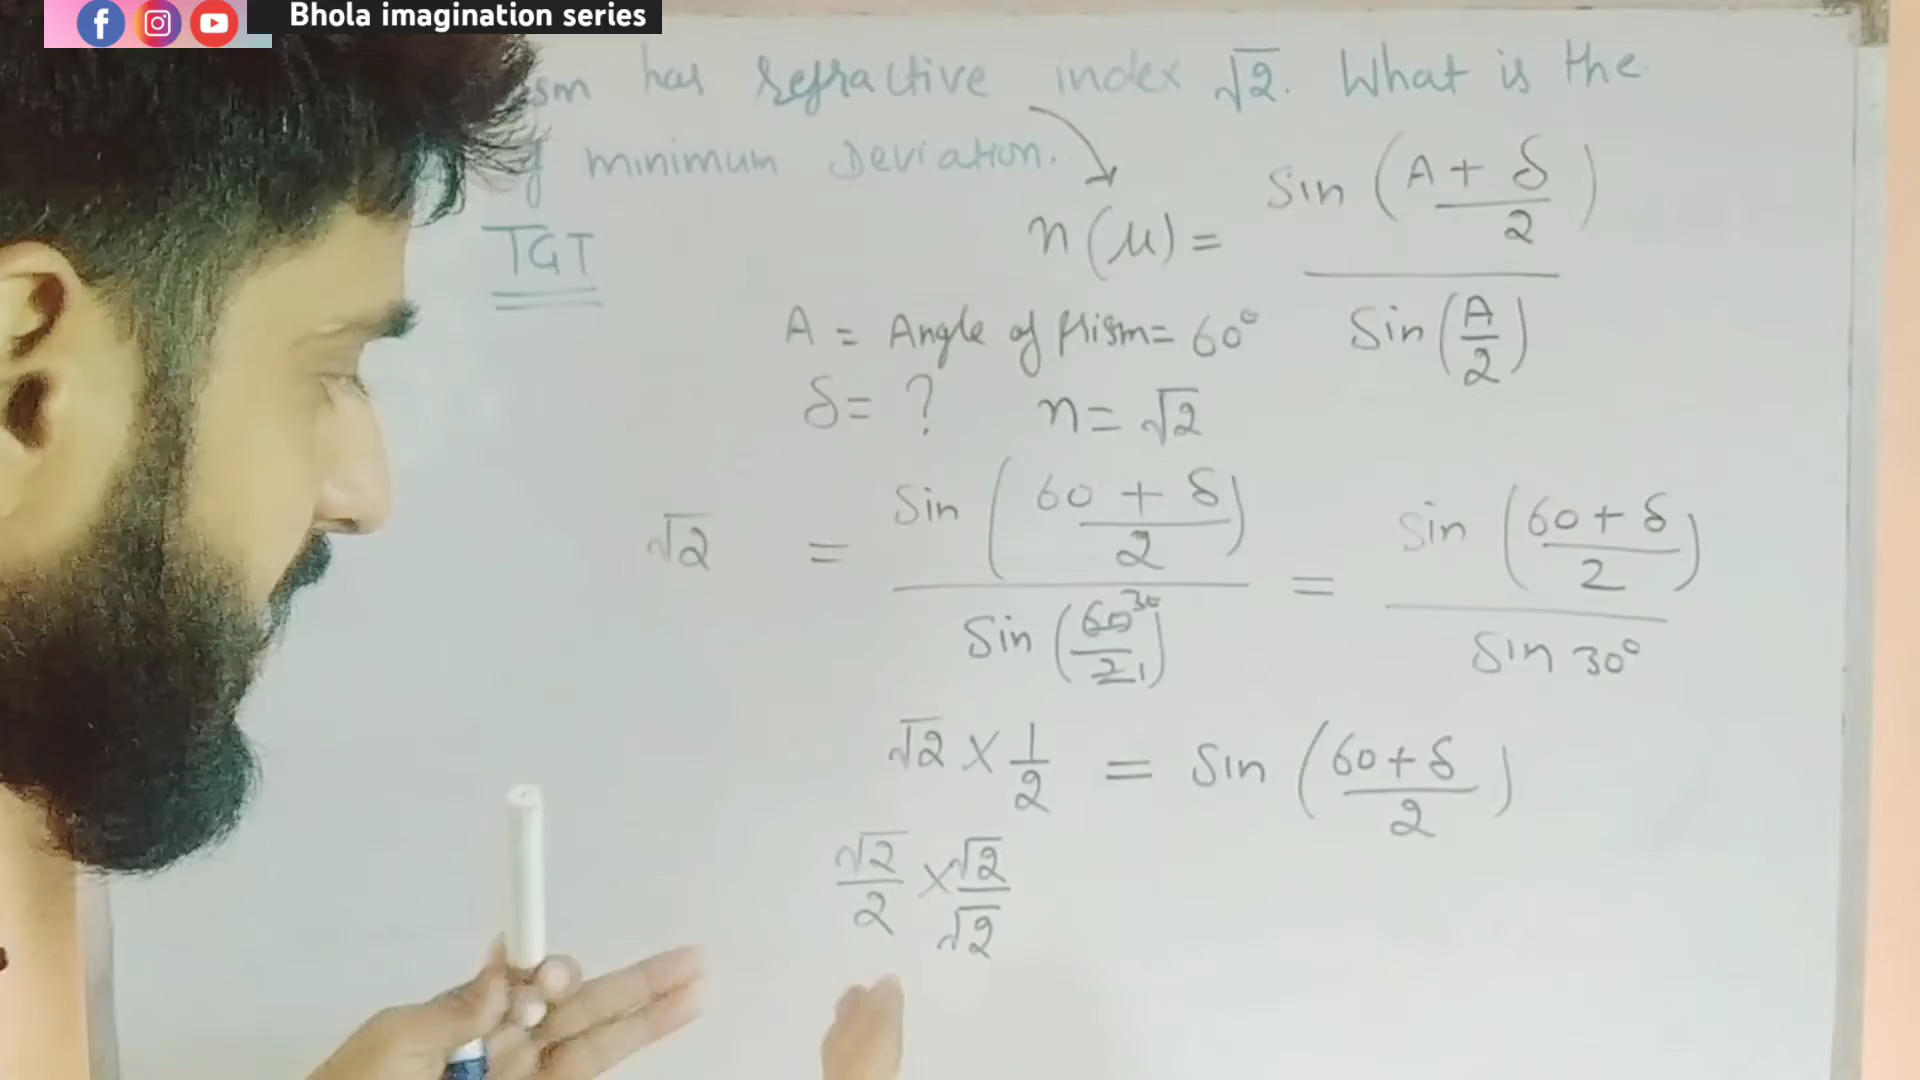 Bhola imagination series
has refractive index √2. What is the
minimum Deviation.
TGT
n(μ) = Sin((A + δ)/2) / Sin(A/2)
A = Angle of Prism = 60°
δ = ? n = √2
√2 = Sin((60 + δ)/2) / Sin(60/2) 30 1 = Sin((60 + δ)/2) / Sin 30°
√2 × 1/2 = Sin((60 + δ)/2)
√2/2 × √2/√2